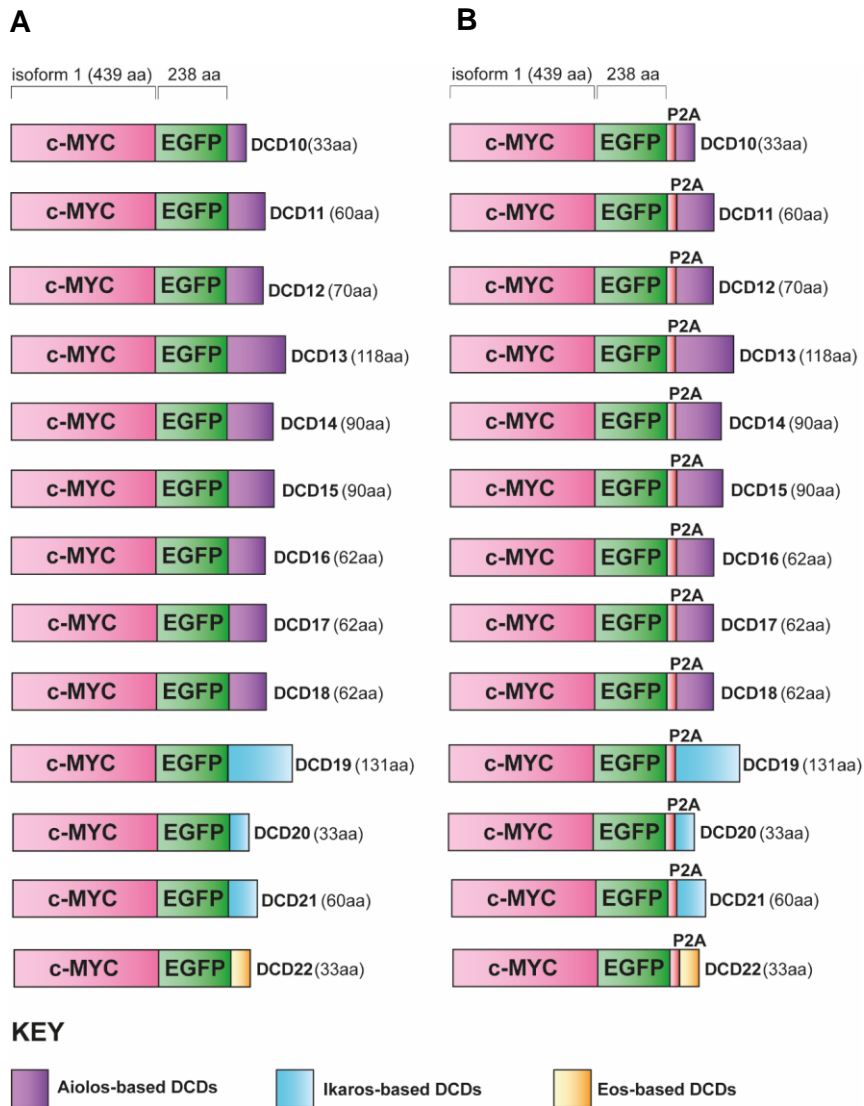 A
B
isoform 1 (439 aa) 238 aa
isoform 1 (439 aa) 238 aa
c-MYC EGFP DCD10(33aa)
P2A
c-MYC EGFP DCD10(33aa)
c-MYC EGFP DCD11 (60aa)
P2A
c-MYC EGFP DCD11(60aa)
c-MYC EGFP DCD12(70aa)
P2A
c-MYC EGFP DCD12(70aa)
c-MYC EGFP DCD13(118aa)
P2A
c-MYC EGFP DCD13(118aa)
c-MYC EGFP DCD14(90aa)
P2A
c-MYC EGFP DCD14(90aa)
c-MYC EGFP DCD15(90aa)
P2A
c-MYC EGFP DCD15(90aa)
c-MYC EGFP DCD16(62aa)
P2A
c-MYC EGFP DCD16(62aa)
c-MYC EGFP DCD17(62aa)
P2A
c-MYC EGFP DCD17(62aa)
c-MYC EGFP DCD18(62aa)
P2A
c-MYC EGFP DCD18(62aa)
c-MYC EGFP DCD19(131aa)
P2A
c-MYC EGFP DCD19(131aa)
c-MYC EGFP DCD20(33aa)
P2A
c-MYC EGFP DCD20(33aa)
c-MYC EGFP DCD21(60aa)
P2A
c-MYC EGFP DCD21(60aa)
c-MYC EGFP DCD22(33aa)
P2A
c-MYC EGFP DCD22(33aa)
KEY
Aiolos-based DCDs
Ikaros-based DCDs
Eos-based DCDs